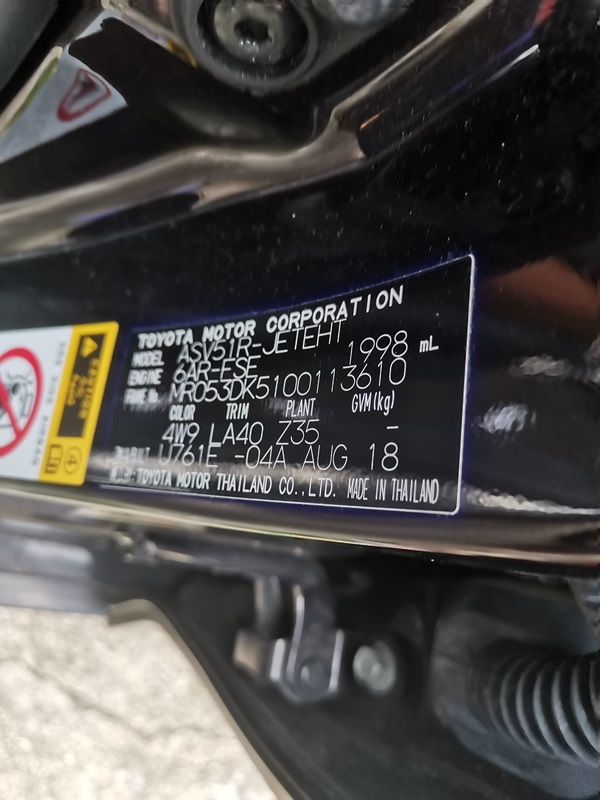 TOYOTA MOTOR CORPORATION
MODEL ASV51R-JETEHT
ENGINE 6AR-FSE 1998 mL
FRAME No. MR053DK5100113610
COLOR TRIM PLANT GVM(kg)
4W9 LA40 Z35 -
U761E -04A AUG 18
TOYOTA MOTOR THAILAND CO.,LTD. MADE IN THAILAND